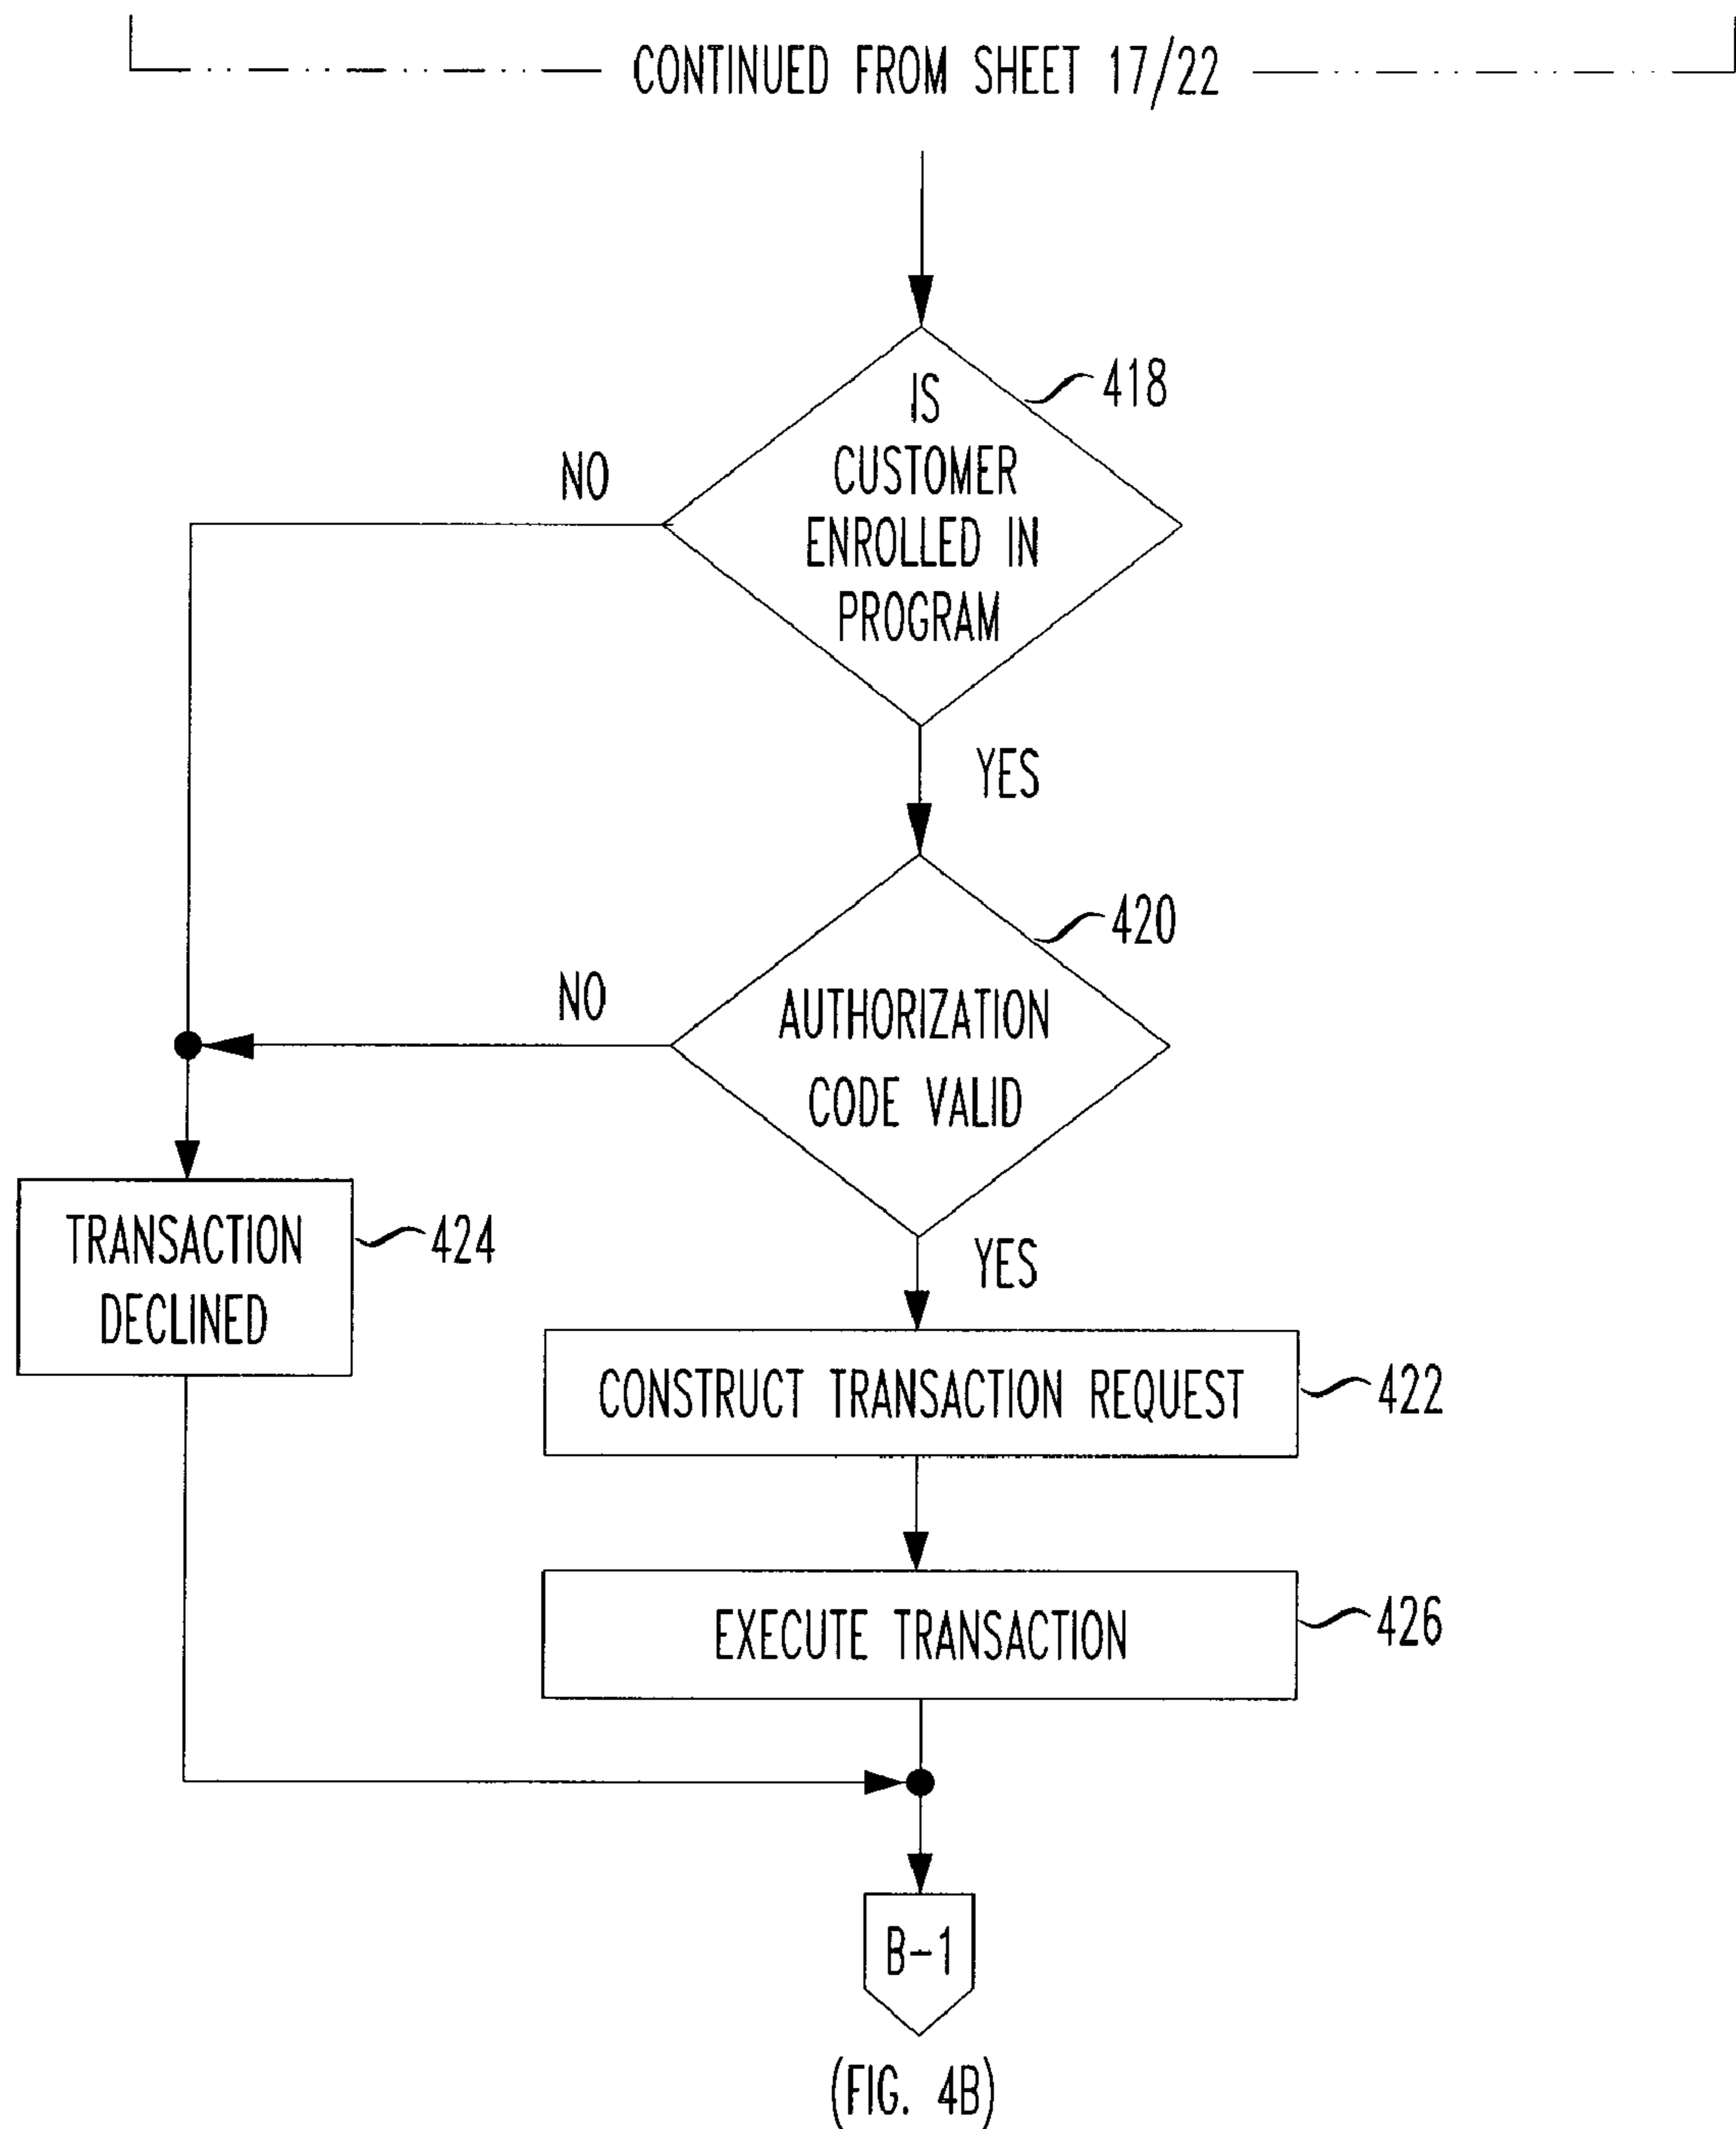 CONTINUED FROM SHEET 17/22
IS
CUSTOMER
ENROLLED IN
PROGRAM
418
NO
YES
AUTHORIZATION
CODE VALID
420
NO
YES
TRANSACTION
DECLINED
424
CONSTRUCT TRANSACTION REQUEST
422
EXECUTE TRANSACTION
426
B-1
(FIG. 4B)